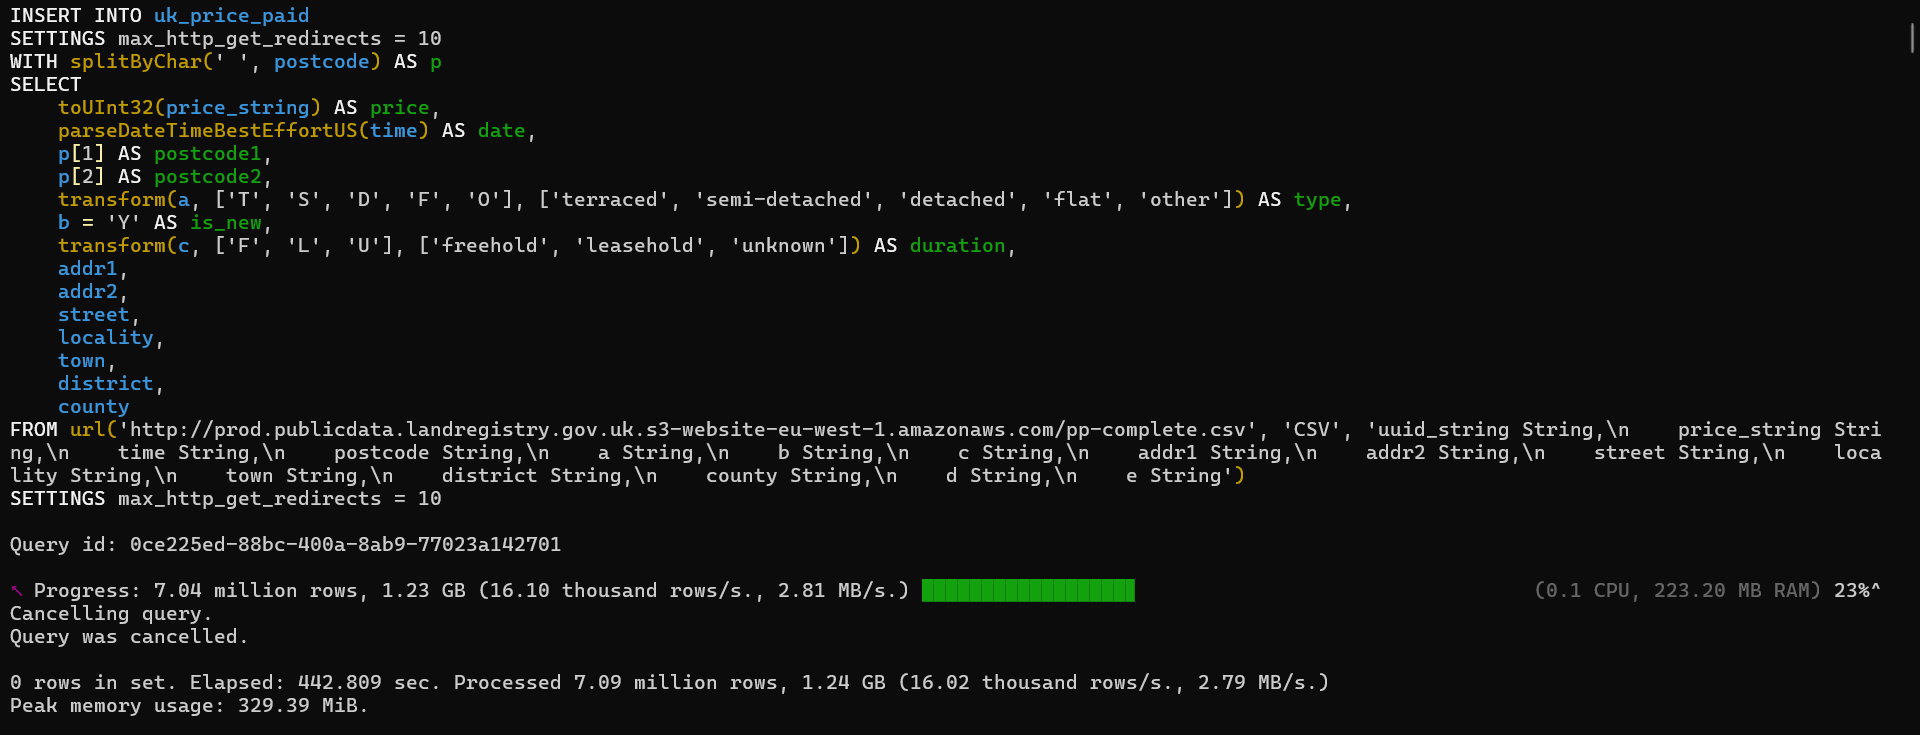 INSERT INTO uk_price_paid
SETTINGS max_http_get_redirects = 10
WITH splitByChar(' ', postcode) AS p
SELECT
    toUInt32(price_string) AS price,
    parseDateTimeBestEffortUS(time) AS date,
    p[1] AS postcode1,
    p[2] AS postcode2,
    transform(a, ['T', 'S', 'D', 'F', 'O'], ['terraced', 'semi-detached', 'detached', 'flat', 'other']) AS type,
    b = 'Y' AS is_new,
    transform(c, ['F', 'L', 'U'], ['freehold', 'leasehold', 'unknown']) AS duration,
    addr1,
    addr2,
    street,
    locality,
    town,
    district,
    county
FROM url('http://prod.publicdata.landregistry.gov.uk.s3-website-eu-west-1.amazonaws.com/pp-complete.csv', 'CSV', 'uuid_string String,\n    price_string Stri
ng,\n    time String,\n    postcode String,\n    a String,\n    b String,\n    c String,\n    addr1 String,\n    addr2 String,\n    street String,\n    loca
lity String,\n    town String,\n    district String,\n    county String,\n    d String,\n    e String')
SETTINGS max_http_get_redirects = 10
Query id: 0ce225ed-88bc-400a-8ab9-77023a142701
↖ Progress: 7.04 million rows, 1.23 GB (16.10 thousand rows/s., 2.81 MB/s.) (0.1 CPU, 223.20 MB RAM) 23%^
Cancelling query.
Query was cancelled.
0 rows in set. Elapsed: 442.809 sec. Processed 7.09 million rows, 1.24 GB (16.02 thousand rows/s., 2.79 MB/s.)
Peak memory usage: 329.39 MiB.